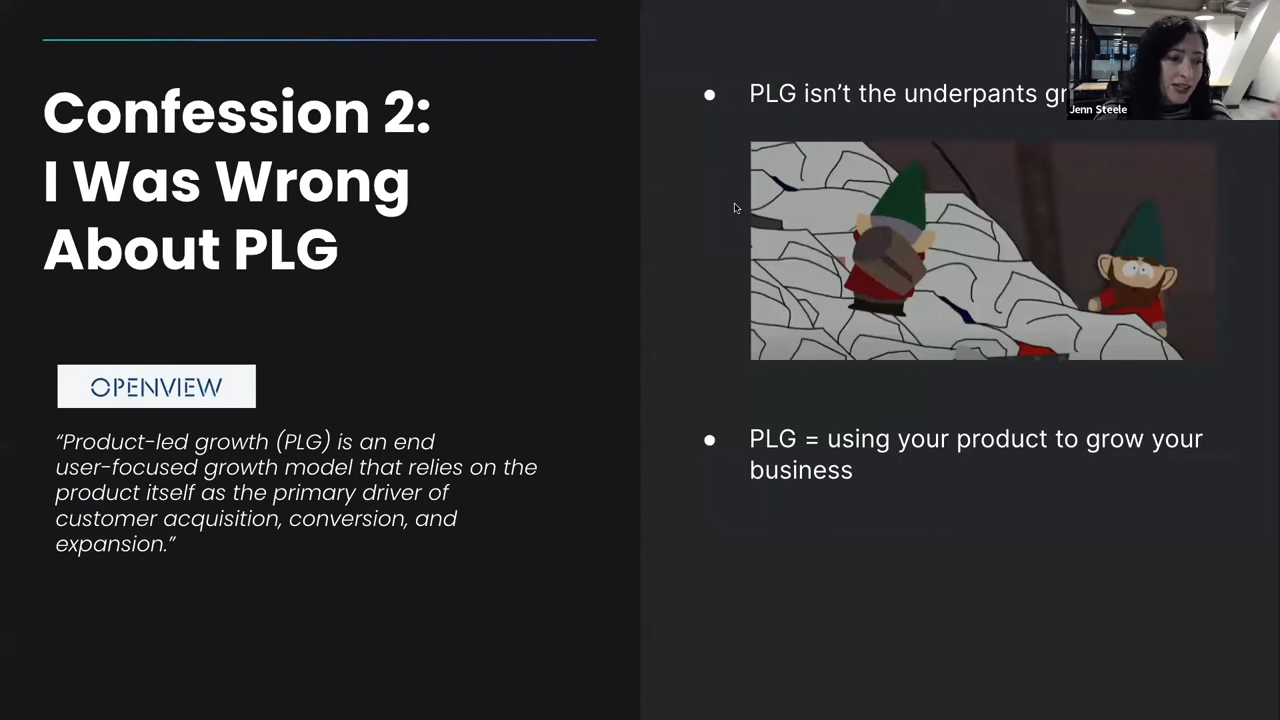 Confession 2:
I Was Wrong
About PLG
OPENVIEW
“Product-led growth (PLG) is an end
user-focused growth model that relies on the
product itself as the primary driver of
customer acquisition, conversion, and
expansion.”
● PLG isn’t the underpants
Jenn Steele
● PLG = using your product to grow your
business